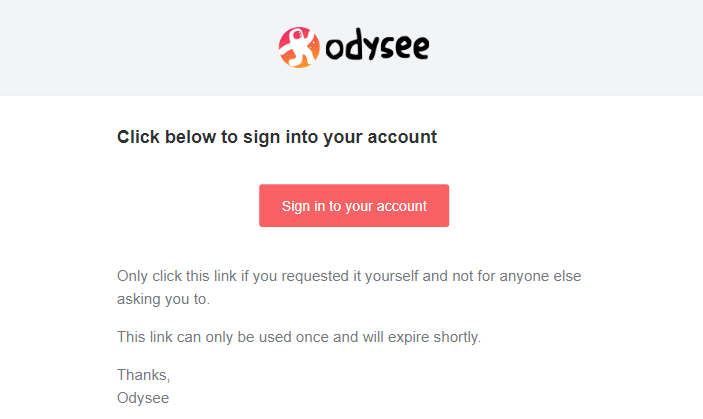 odysee
Click below to sign into your account
Sign in to your account
Only click this link if you requested it yourself and not for anyone else
asking you to.
This link can only be used once and will expire shortly.
Thanks,
Odysee